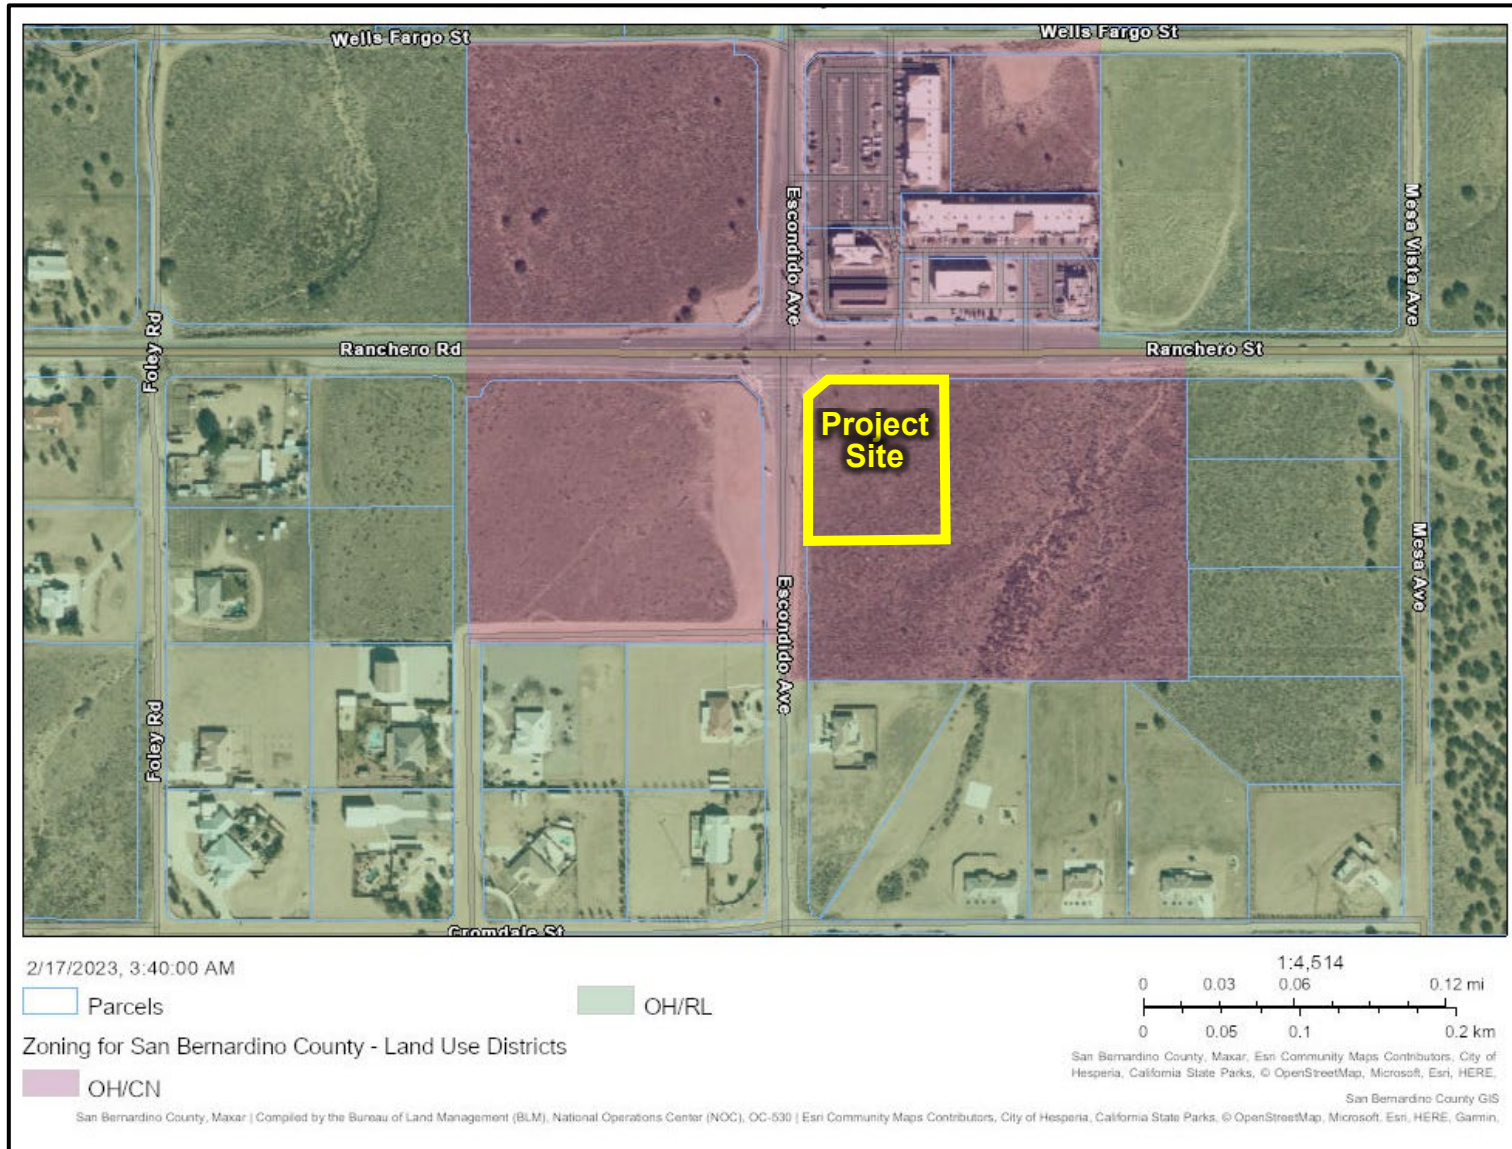 Wells Fargo St
Wells Fargo St
Escondido Ave
Mesa Vista Ave
Foley Rd
Ranchero Rd
Ranchero St
Project
Site
Mesa Ave
Escondido Ave
Foley Rd
Cromdale St
2/17/2023, 3:40:00 AM
Parcels
OH/RL
Zoning for San Bernardino County - Land Use Districts
OH/CN
1:4,514
0 0.03 0.06 0.12 mi
0 0.05 0.1 0.2 km
San Bernardino County, Maxar, Esri Community Maps Contributors, City of
Hesperia, California State Parks, © OpenStreetMap, Microsoft, Esri, HERE,
San Bernardino County GIS
San Bernardino County, Maxar | Compiled by the Bureau of Land Management (BLM), National Operations Center (NOC), OC-530 | Esri Community Maps Contributors, City of Hesperia, California State Parks, © OpenStreetMap, Microsoft, Esri, HERE, Garmin,